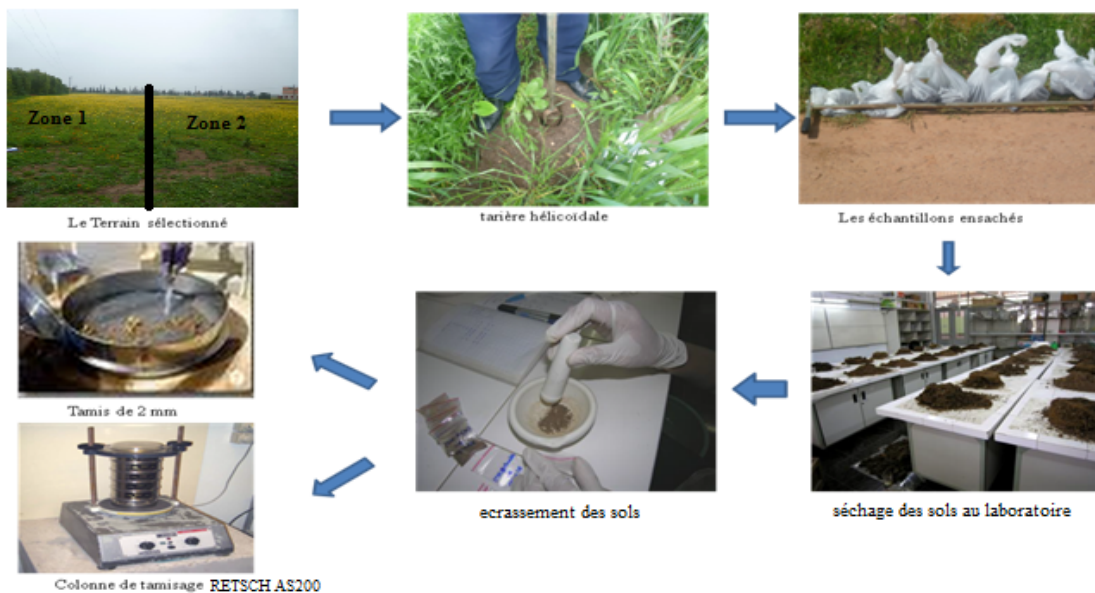 Zone 1
Zone 2
Le Terrain sélectionné
tarière hélicoïdale
Les échantillons ensachés
Tamis de 2 mm
ecrassement des sols
séchage des sols au laboratoire
Colonne de tamisage RETSCH AS200